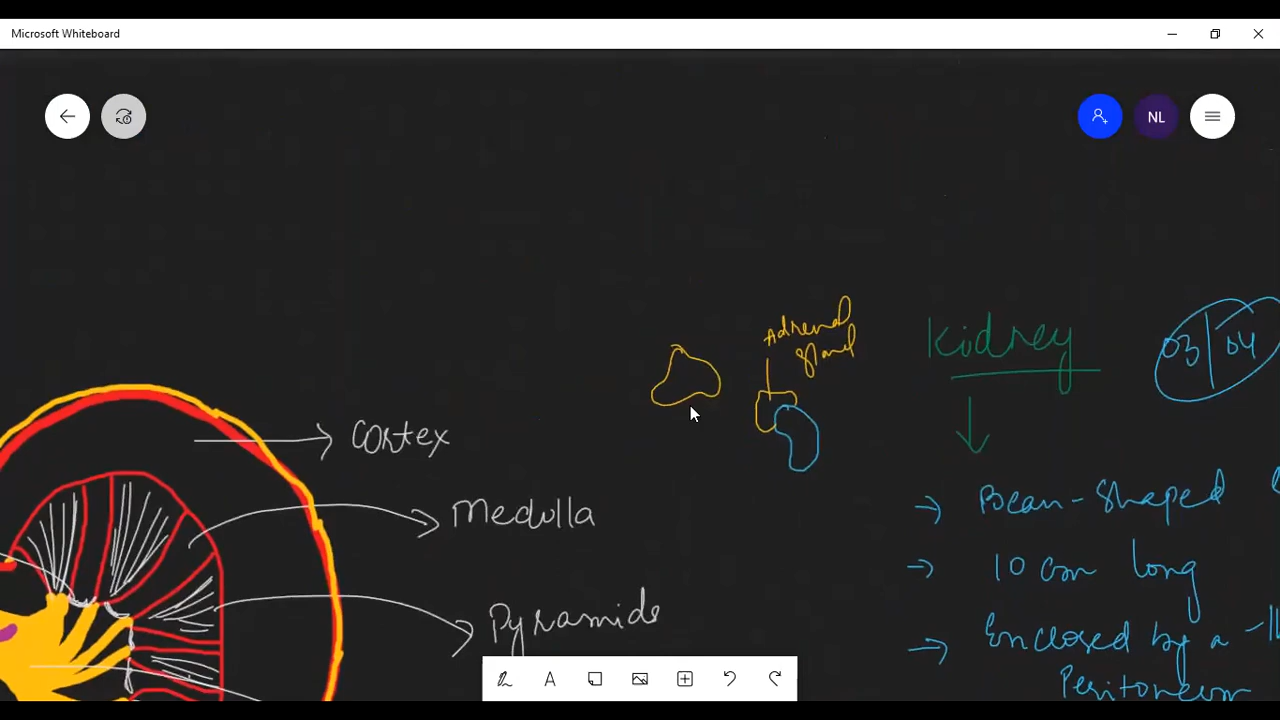 Microsoft Whiteboard
NL
Adrenal
gland
Kidney
03 | 04
Cortex
Bean-shaped
Medulla
10 cm long
Pyramids
Enclosed by a
Peritoneum
A